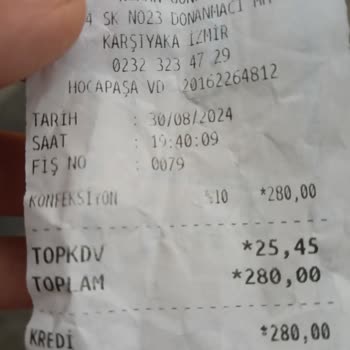 4 SK NO23 DONANMACI
KARŞIYAKA İZMİR
0232 323 47 29
HOCAPAŞA VD 20162264812
TARİH : 30/08/2024
SAAT : 19:40:09
FİŞ NO : 0079
KONFEKSİYON %10 *280,00
TOPKDV *25,45
TOPLAM *280,00
KREDİ *280,00